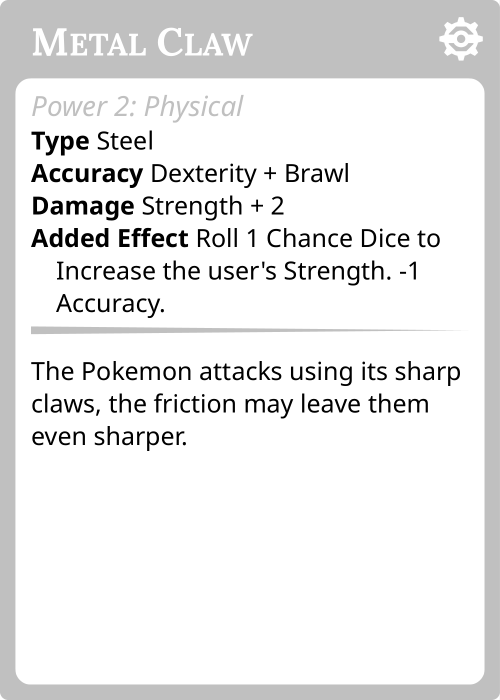 METAL CLAW
Power 2: Physical
Type Steel
Accuracy Dexterity + Brawl
Damage Strength + 2
Added Effect Roll 1 Chance Dice to
Increase the user's Strength. -1
Accuracy.
The Pokemon attacks using its sharp
claws, the friction may leave them
even sharper.